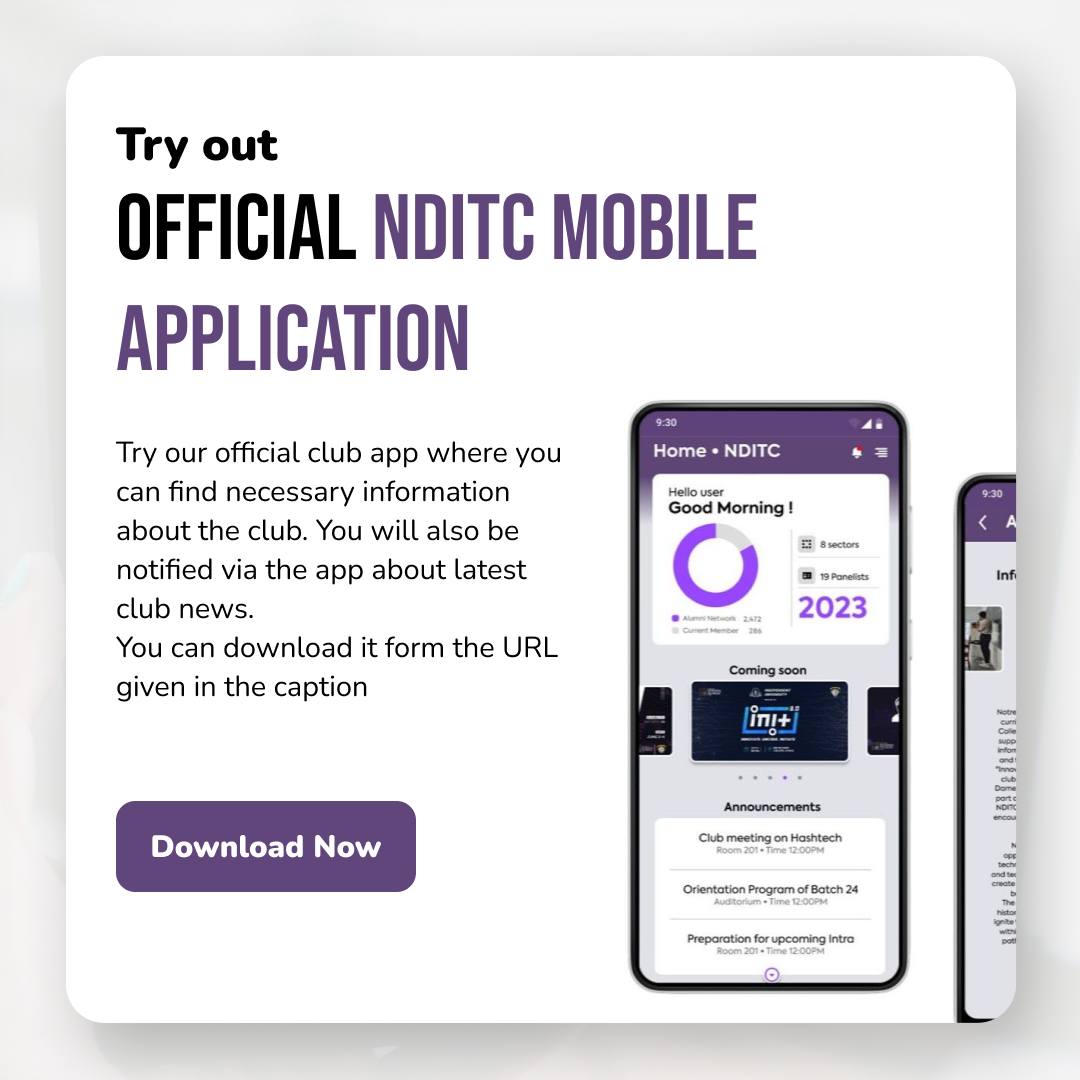 Try out
OFFICIAL NDITC MOBILE
APPLICATION
Try our official club app where you
can find necessary information
about the club. You will also be
notified via the app about latest
club news.
You can download it form the URL
given in the caption
Download Now
9:30
Home • NDITC
Hello user
Good Morning !
8 sectors
19 Panelists
2023
Alumni Network 2,472
Current Member 286
Coming soon
INDEPENDENT
UNIVERSITY
init
Announcements
Club meeting on Hashtech
Room 201 • Time 12:00PM
Orientation Program of Batch 24
Auditorium • Time 12:00PM
Preparation for upcoming Intra
Room 201 • Time 12:00PM
9:30
A
Info
Notre